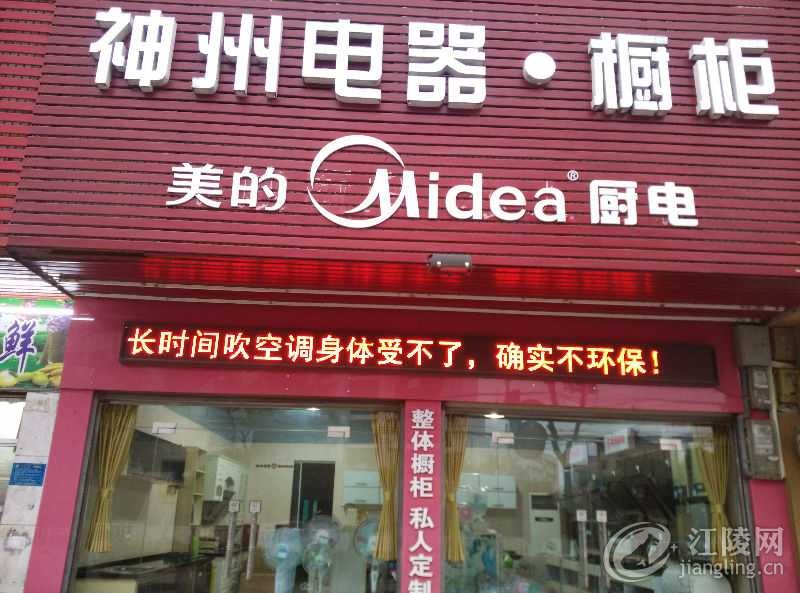 神州电器·橱柜
美的 Midea® 厨电
长时间吹空调身体受不了，确实不环保！
鲜
整体橱柜 私人定制
江陵网
jiangling.cn